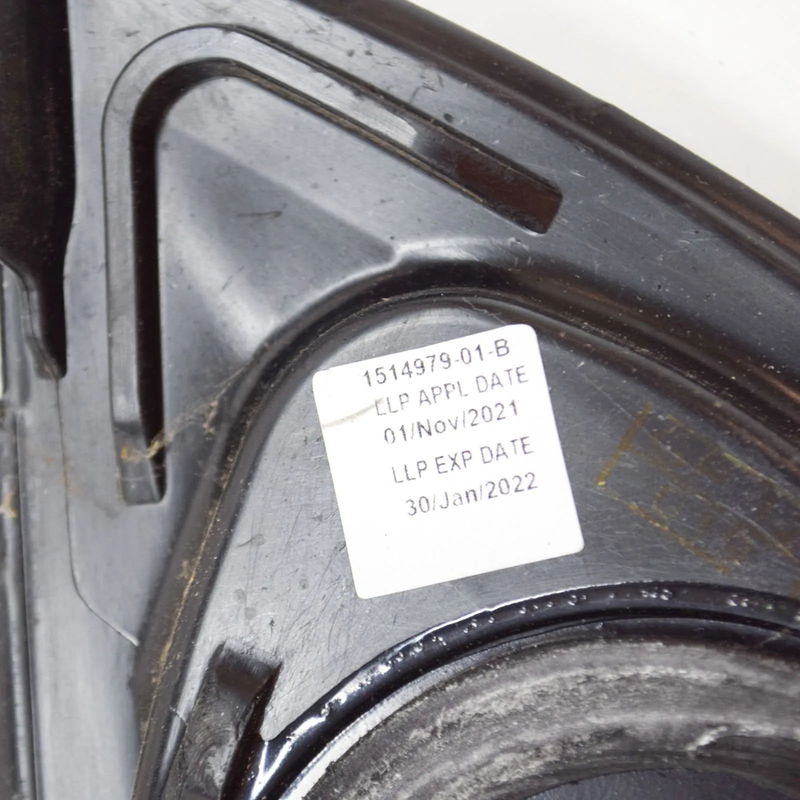 1514979-01-B
LLP APPL DATE
01/Nov/2021
LLP EXP DATE
30/Jan/2022